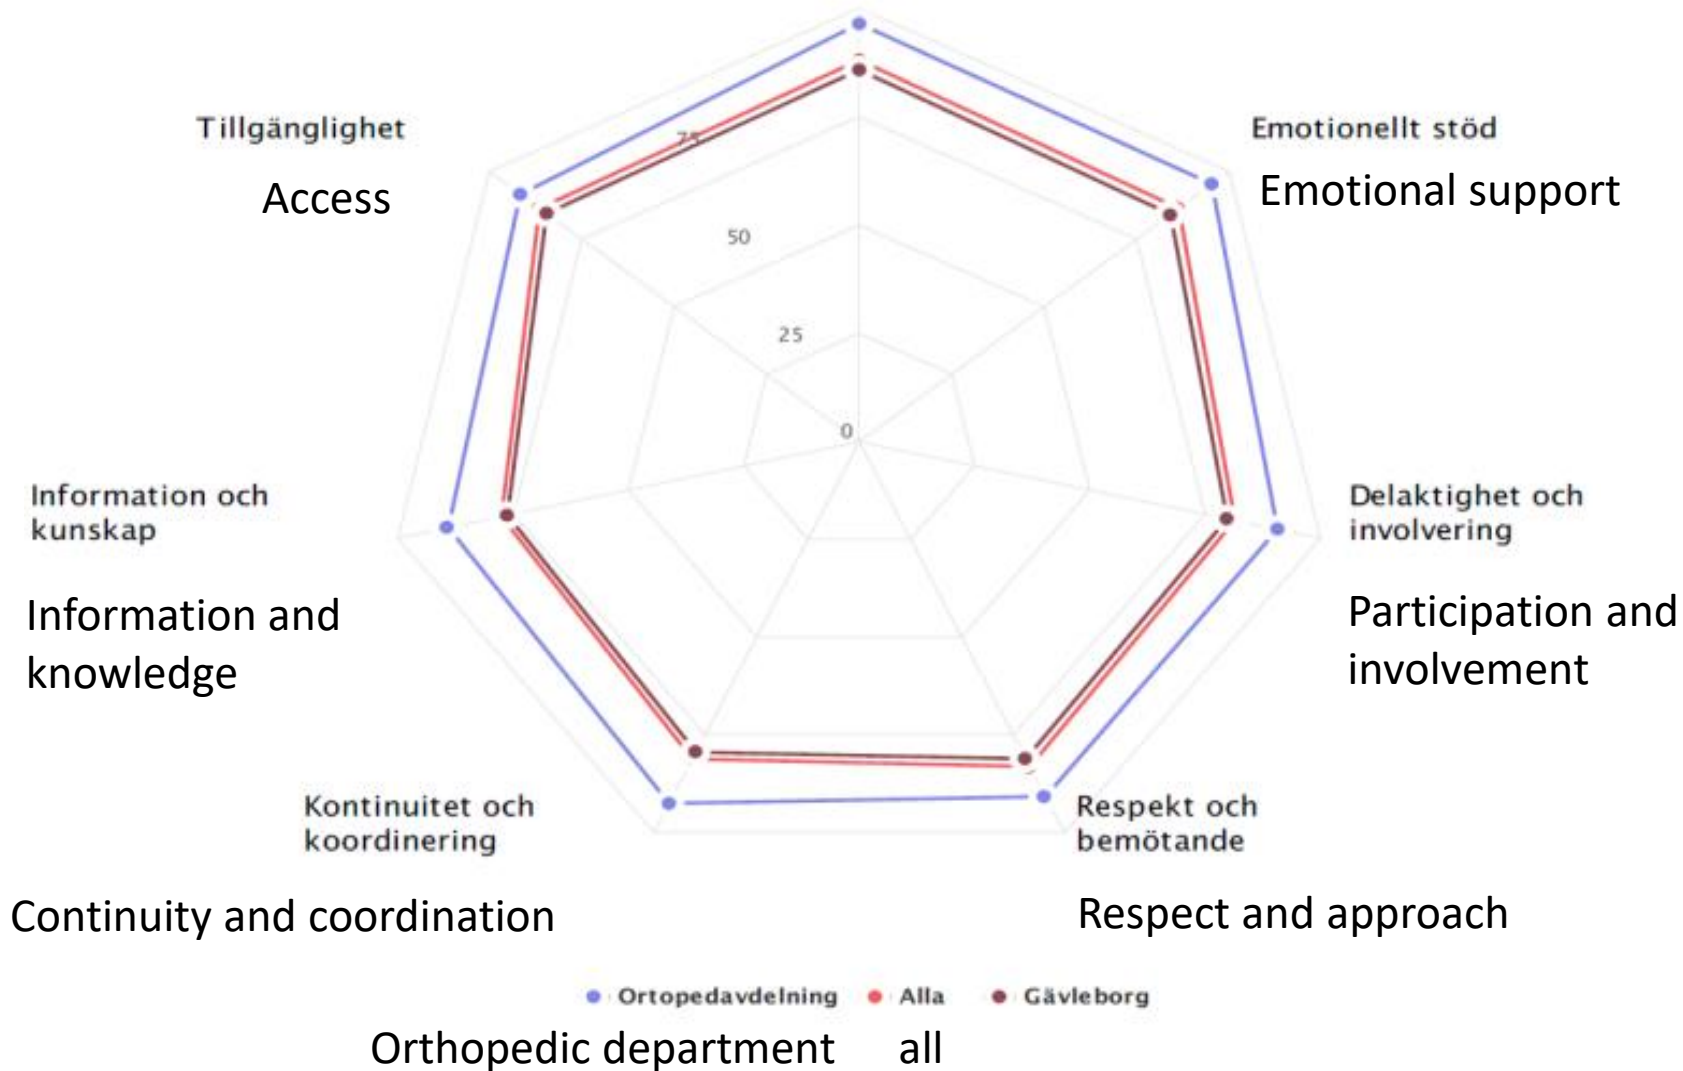 Tillgänglighet
Access
75
50
25
0
Emotionellt stöd
Emotional support
Information och
kunskap
Information and
knowledge
Delaktighet och
involvering
Participation and
involvement
Kontinuitet och
koordinering
Continuity and coordination
Respekt och
bemötande
Respect and approach
Ortopedavdelning Alla Gävleborg
Orthopedic department all